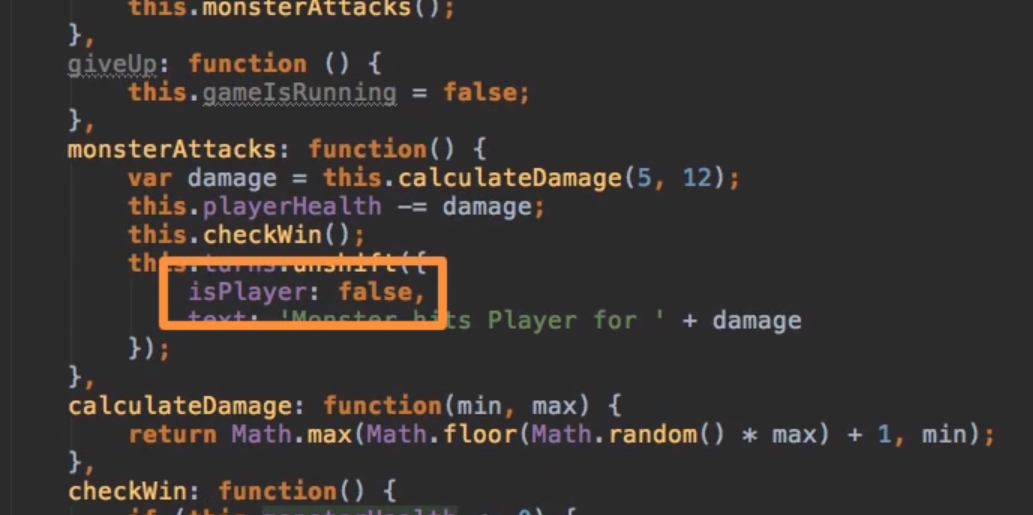 this.monsterAttacks();
},
giveUp: function () {
this.gameIsRunning = false;
},
monsterAttacks: function() {
var damage = this.calculateDamage(5, 12);
this.playerHealth -= damage;
this.checkWin();
this.turns.unshift({
isPlayer: false,
text: 'Monster hits Player for ' + damage
});
},
calculateDamage: function(min, max) {
return Math.max(Math.floor(Math.random() * max) + 1, min);
},
checkWin: function() {
if (this.monsterHealth <= 0) {